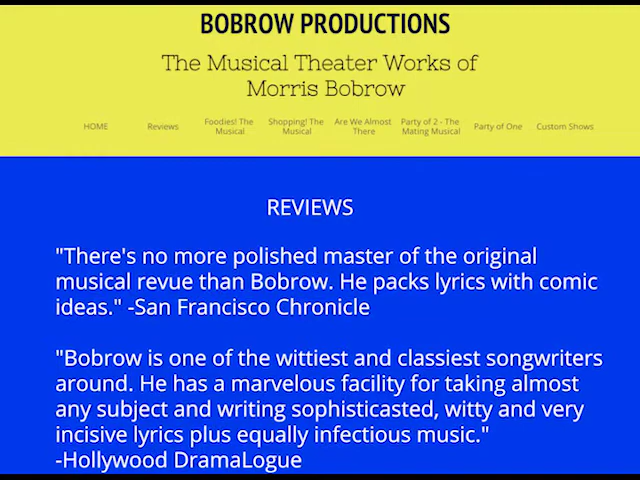 BOBROW PRODUCTIONS
The Musical Theater Works of
Morris Bobrow
HOME Reviews Foodies! The Musical Shopping! The Musical Are We Almost There Party of 2 - The Mating Musical Party of One Custom Shows
REVIEWS
"There's no more polished master of the original
musical revue than Bobrow. He packs lyrics with comic
ideas." -San Francisco Chronicle
"Bobrow is one of the wittiest and classiest songwriters
around. He has a marvelous facility for taking almost
any subject and writing sophisticasted, witty and very
incisive lyrics plus equally infectious music."
-Hollywood DramaLogue